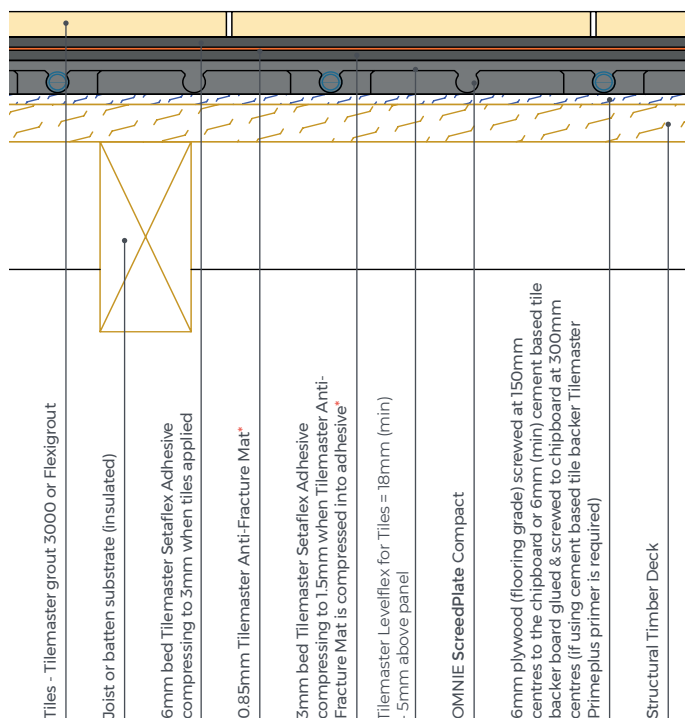 Tiles - Tilemaster grout 3000 or Flexigrout
Joist or batten substrate (insulated)
6mm bed Tilemaster Setaflex Adhesive
compressing to 3mm when tiles applied
0.85mm Tilemaster Anti-Fracture Mat*
3mm bed Tilemaster Setaflex Adhesive
compressing to 1.5mm when Tilemaster Anti-
Fracture Mat is compressed into adhesive*
Tilemaster Levelflex for Tiles = 18mm (min)
- 5mm above panel
OMNIE ScreedPlate Compact
6mm plywood (flooring grade) screwed at 150mm
centres to the chipboard or 6mm (min) cement based tile
backer board glued & screwed to chipboard at 300mm
centres (if using cement based tile backer Tilemaster
Primeplus primer is required)
Structural Timber Deck